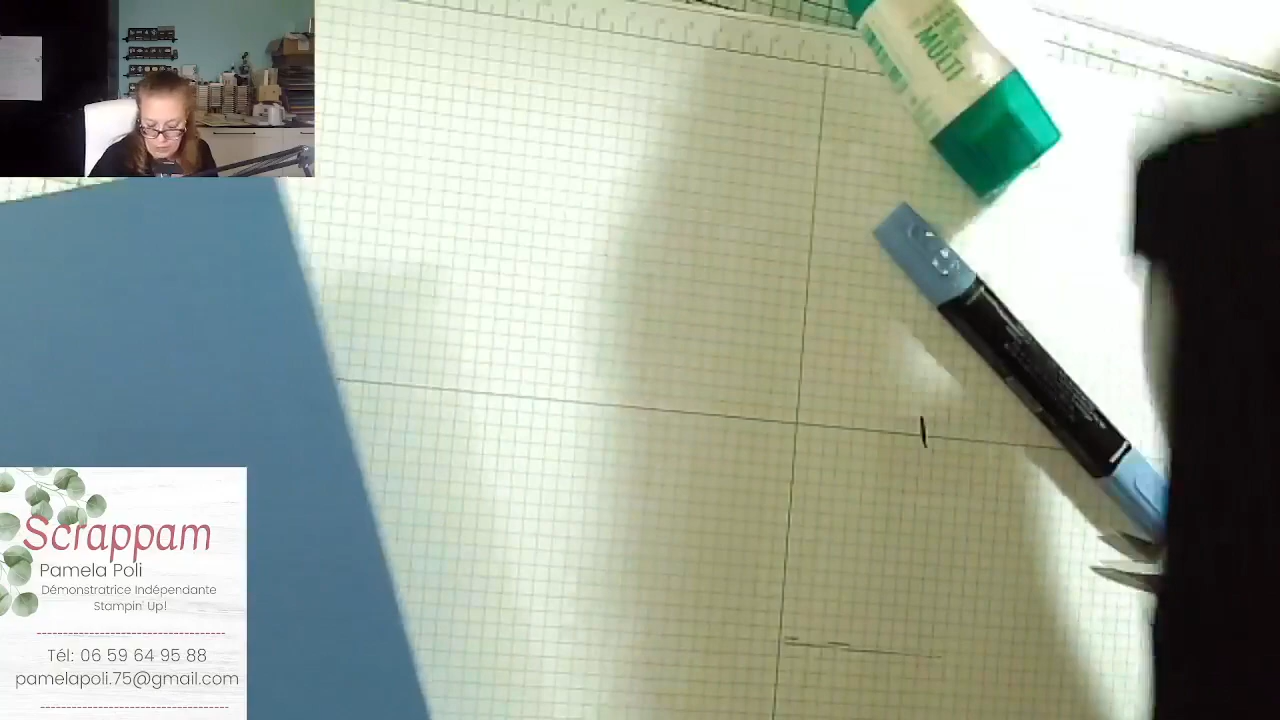 MULTI
Scrappam
Pamela Poli
Démonstratrice Indépendante
Stampin' Up!
Tél: 06 59 64 95 88
pamelapoli.75@gmail.com